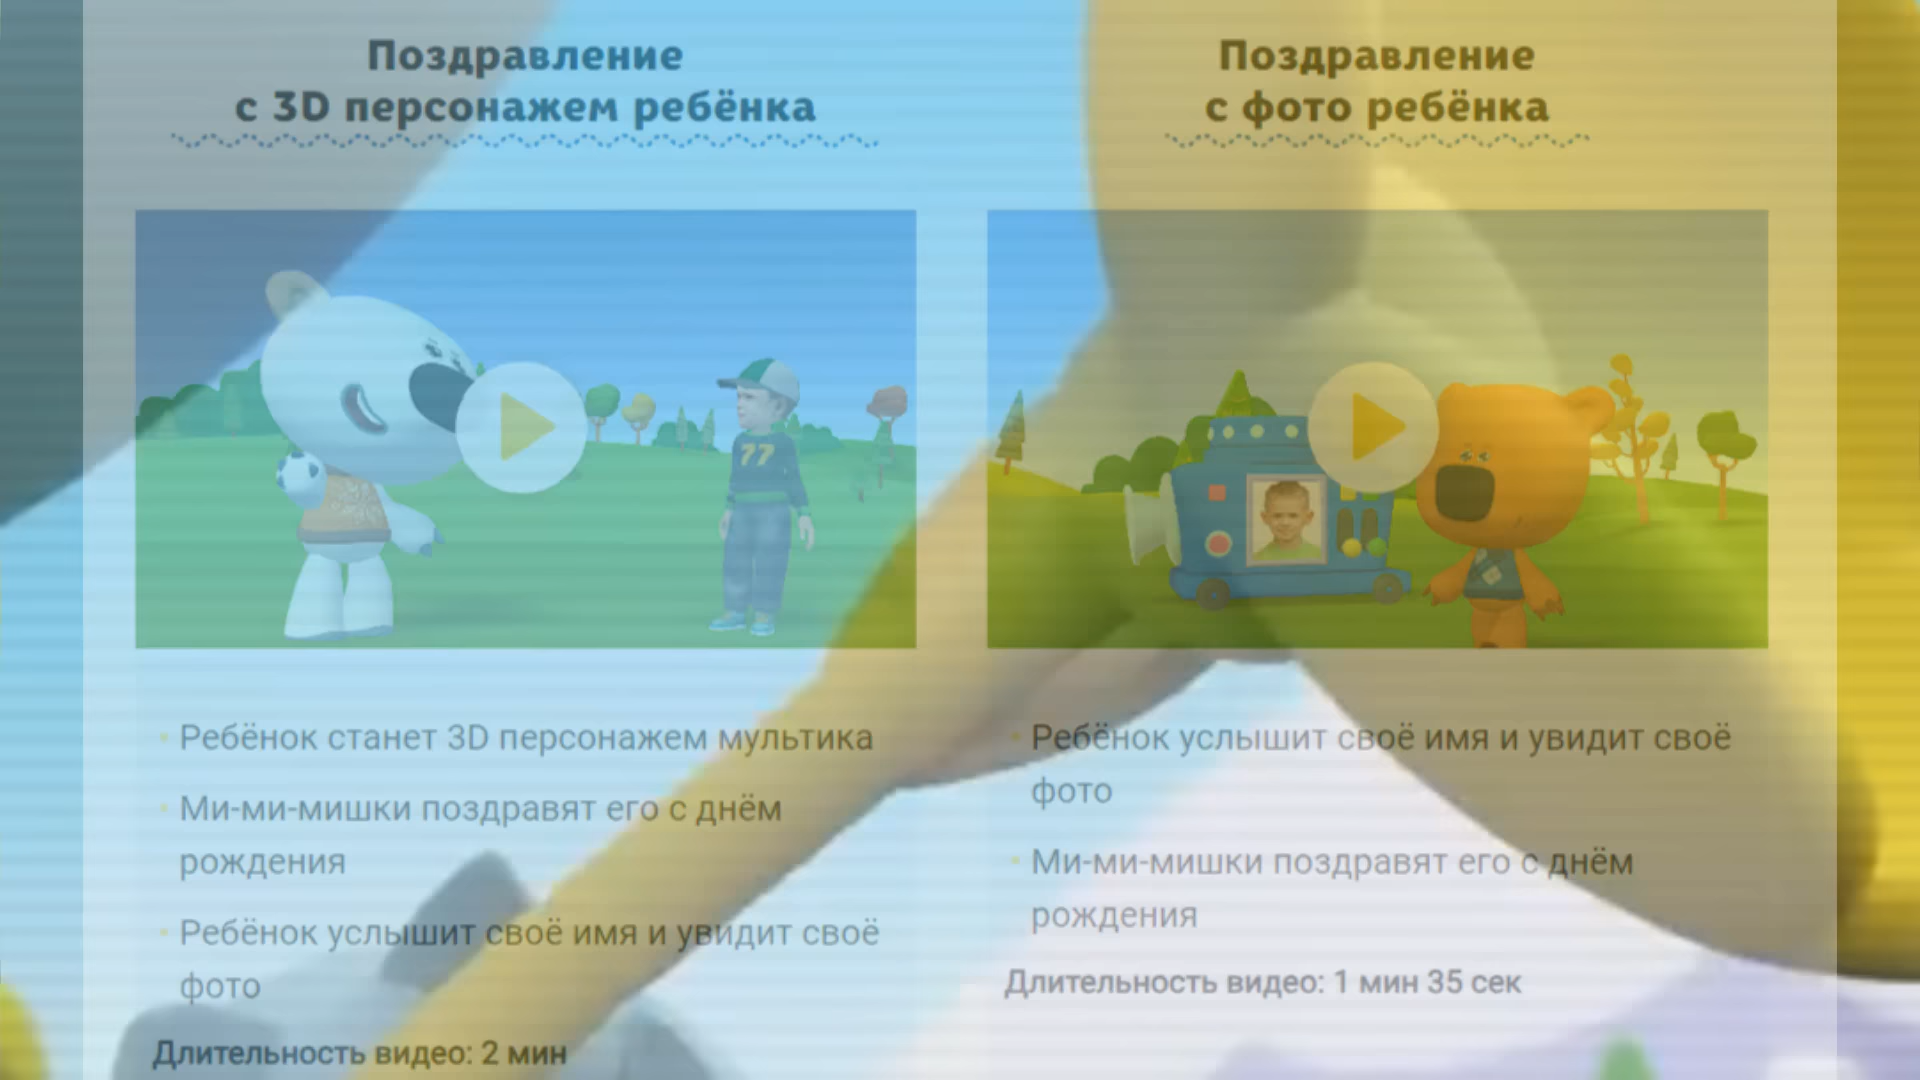 Поздравление
с 3D персонажем ребёнка
77
Ребёнок станет 3D персонажем мультика
Ми-ми-мишки поздравят его с днём
рождения
Ребёнок услышит своё имя и увидит своё
фото
Длительность видео: 2 мин
Поздравление
с фото ребёнка
Ребёнок услышит своё имя и увидит своё
фото
Ми-ми-мишки поздравят его с днём
рождения
Длительность видео: 1 мин 35 сек